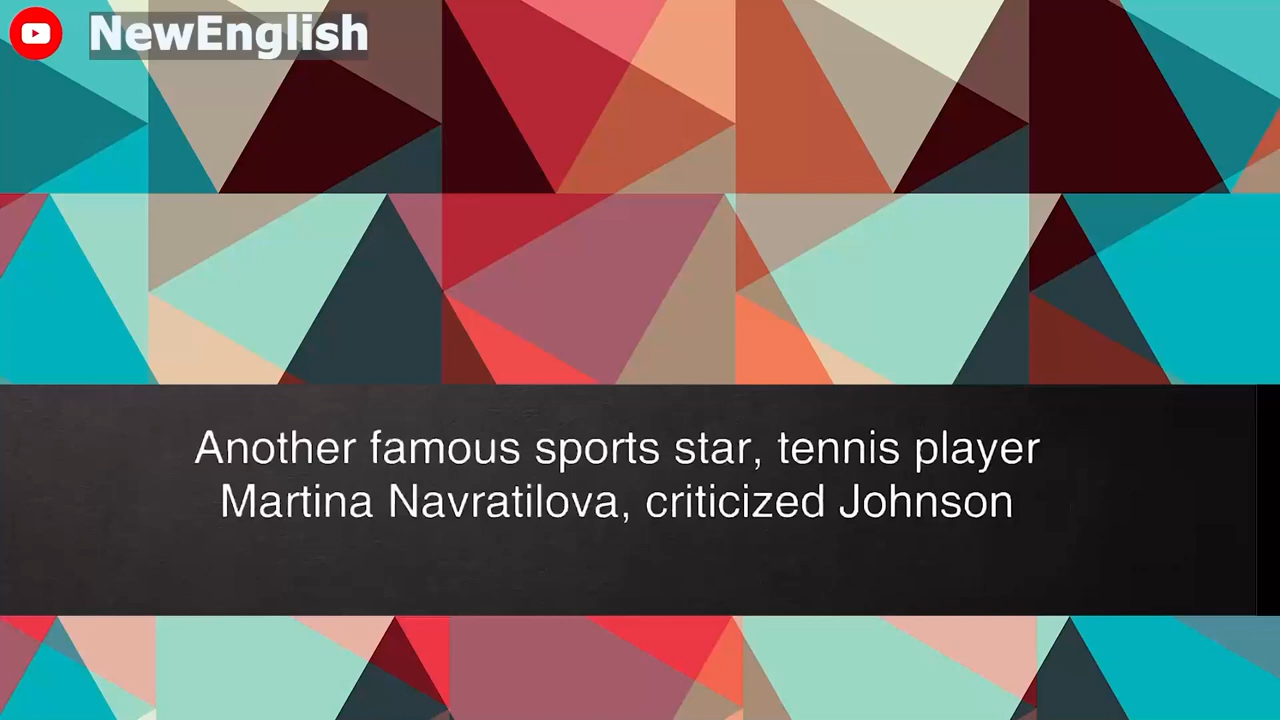 NewEnglish
Another famous sports star, tennis player
Martina Navratilova, criticized Johnson